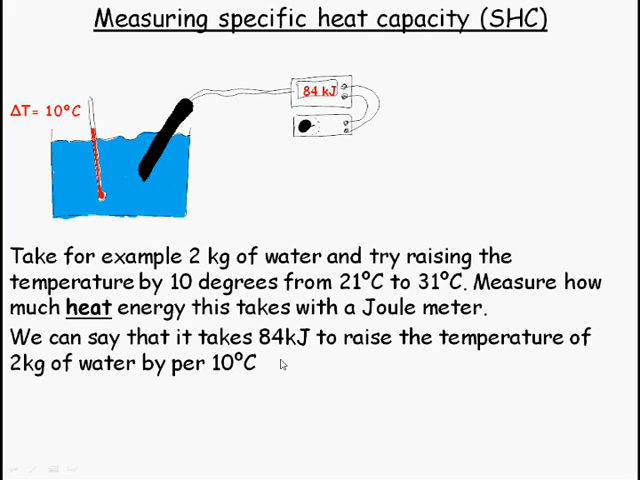 Measuring specific heat capacity (SHC)
84 kJ
ΔT= 10°C
Take for example 2 kg of water and try raising the
temperature by 10 degrees from 21°C to 31°C. Measure how
much heat energy this takes with a Joule meter.
We can say that it takes 84kJ to raise the temperature of
2kg of water by per 10°C